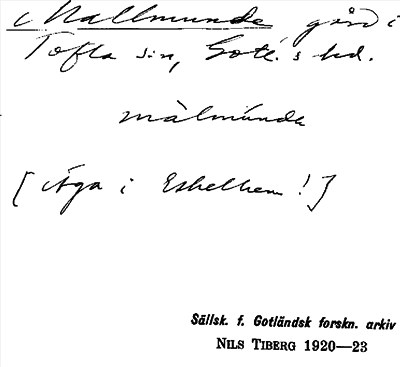 Mallmunde gård i
Tofta sn, Gotl. s hd.
målmunde
[Äga i Eskelhem!]
Sällsk. f. Gotländsk forskn. arkiv
NILS TIBERG 1920—23